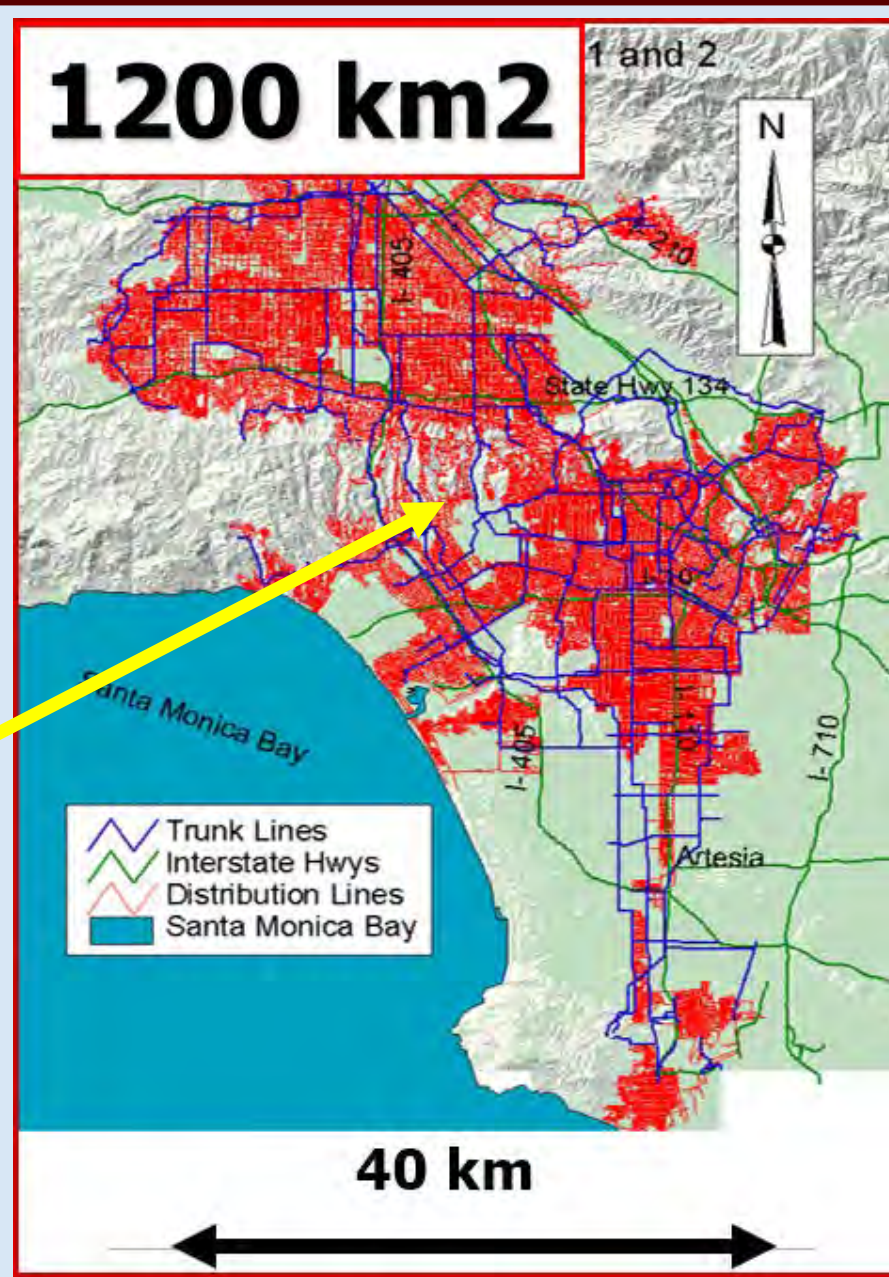 1200 km2
1 and 2
N
I-405
I-210
State Hwy 134
I-10
Santa Monica Bay
I-405
I-110
I-710
Trunk Lines
Interstate Hwys
Distribution Lines
Santa Monica Bay
Artesia
40 km